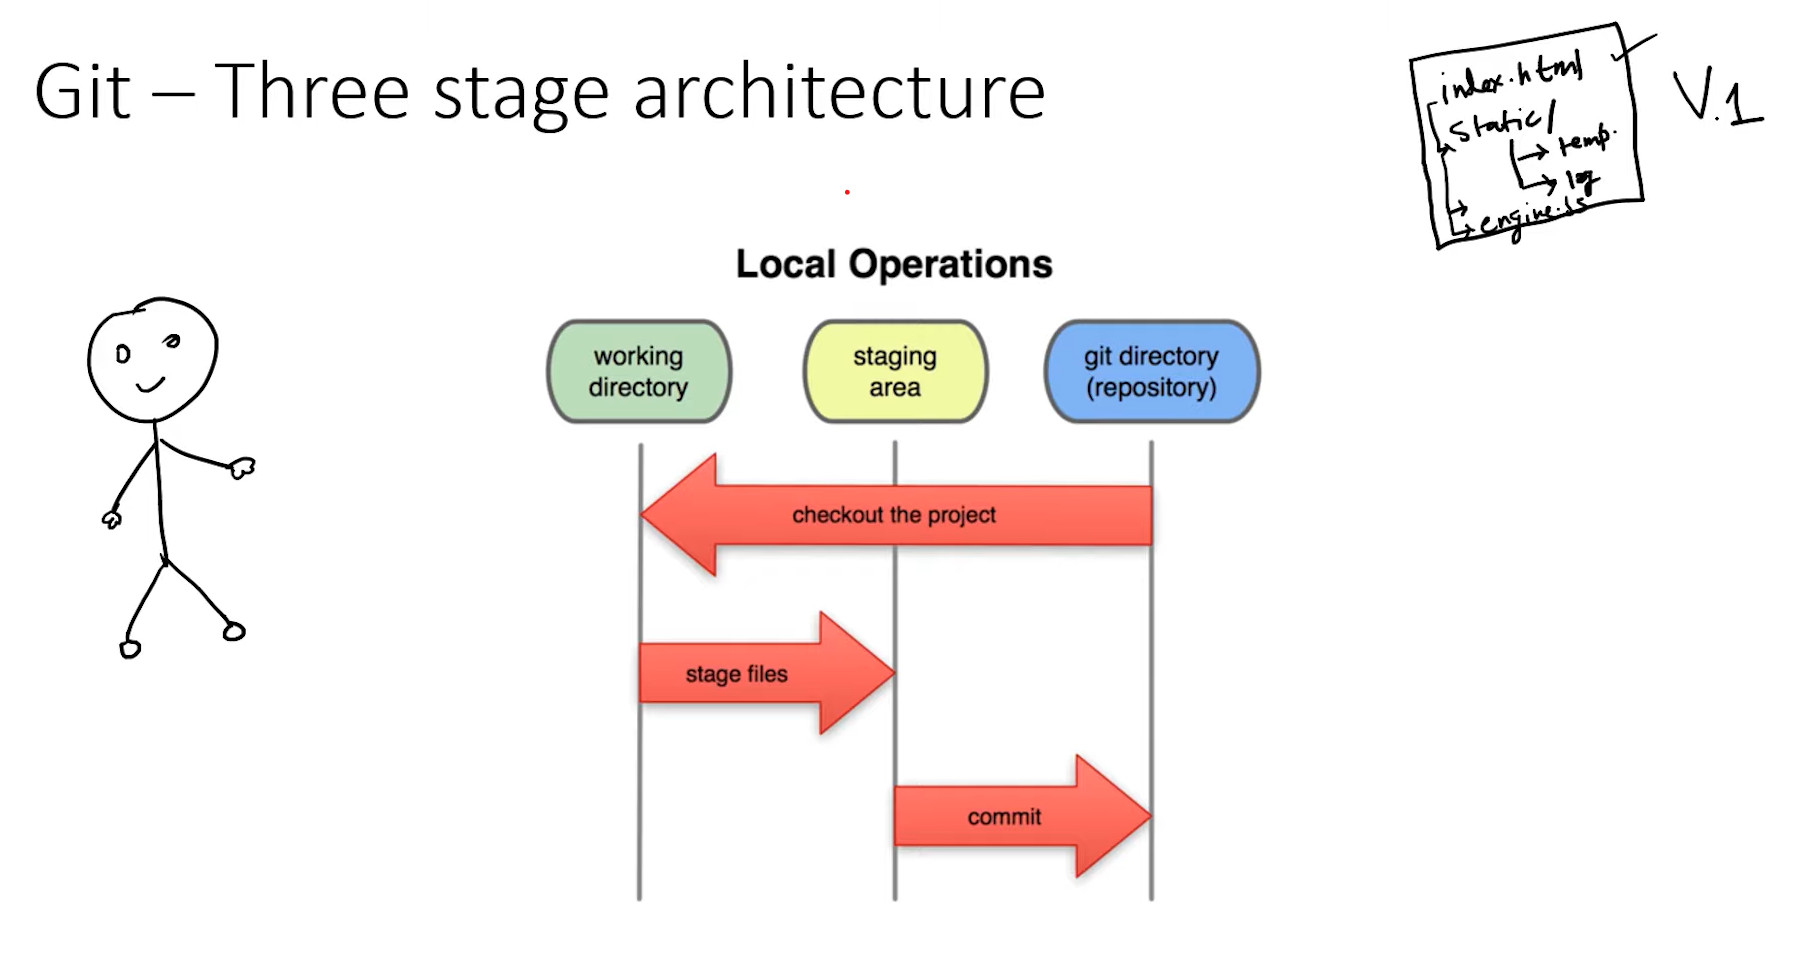 Git – Three stage architecture
index.html
static/
temp.
log
engine.js
V.1
Local Operations
working
directory
staging
area
git directory
(repository)
checkout the project
stage files
commit